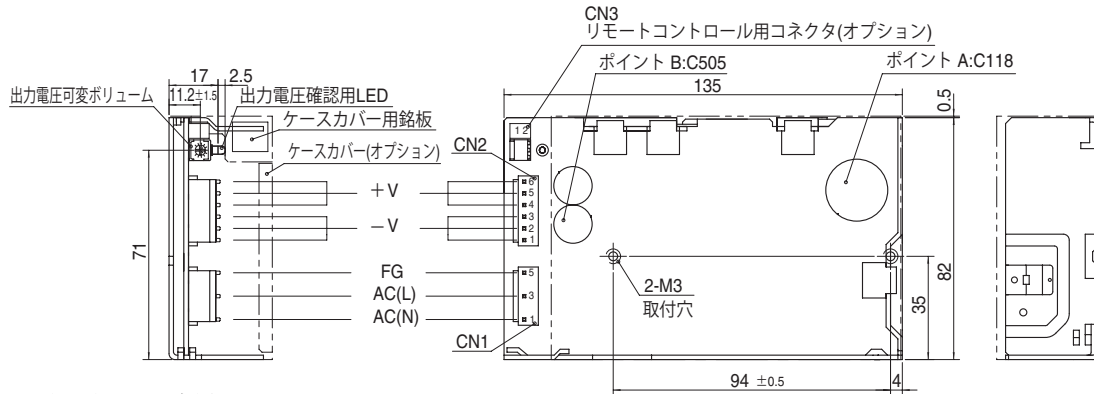 CN3
リモートコントロール用コネクタ(オプション)
ポイント B:C505
ポイント A:C118
17
2.5
11.2±1.5
135
0.5
出力電圧可変ボリューム
出力電圧確認用LED
ケースカバー用銘板
ケースカバー(オプション)
CN2
1 2
6
5
4
3
2
1
+V
-V
71
FG
AC(L)
AC(N)
5
3
1
CN1
2-M3
取付穴
35
82
94 ±0.5
4